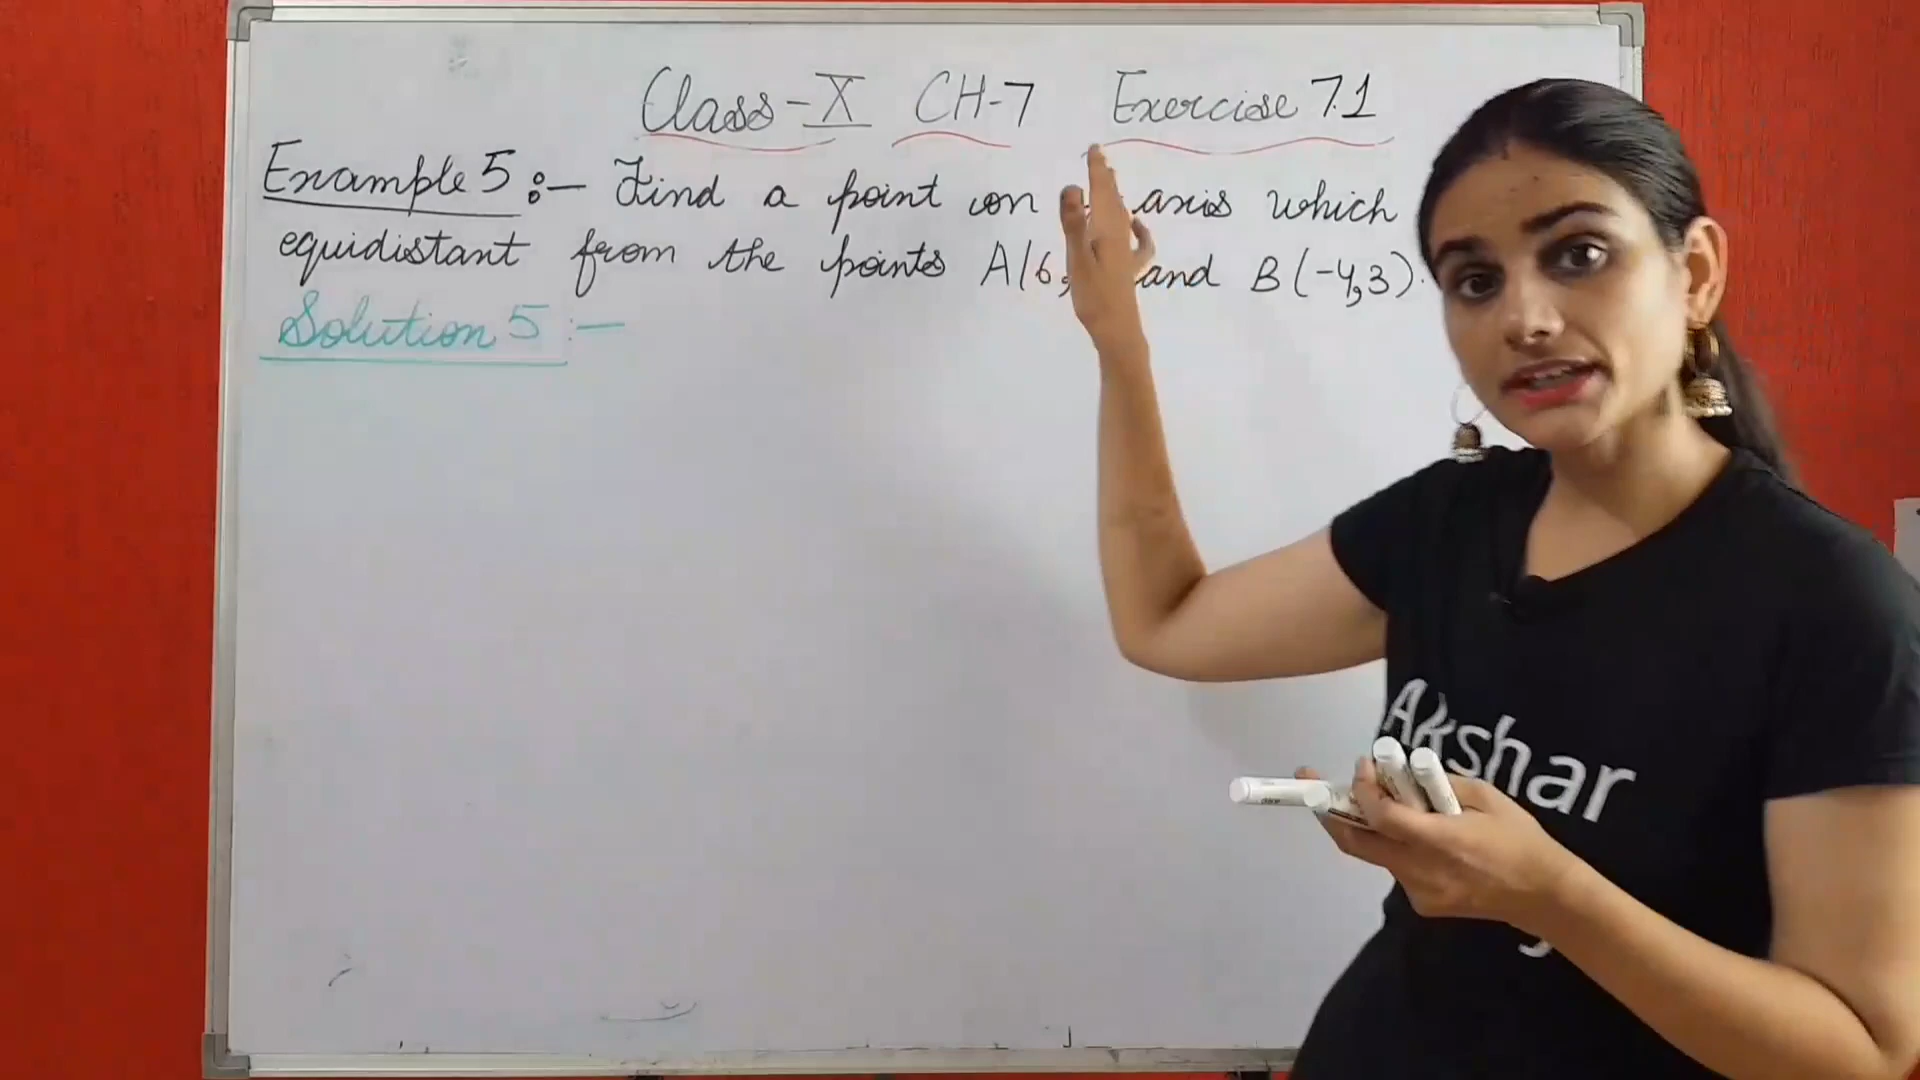 Class-X CH-7 Exercise 7.1
Example 5 :- Find a point on axis which
equidistant from the points A(6, and B(-4,3).
Solution 5 :-
Akshar